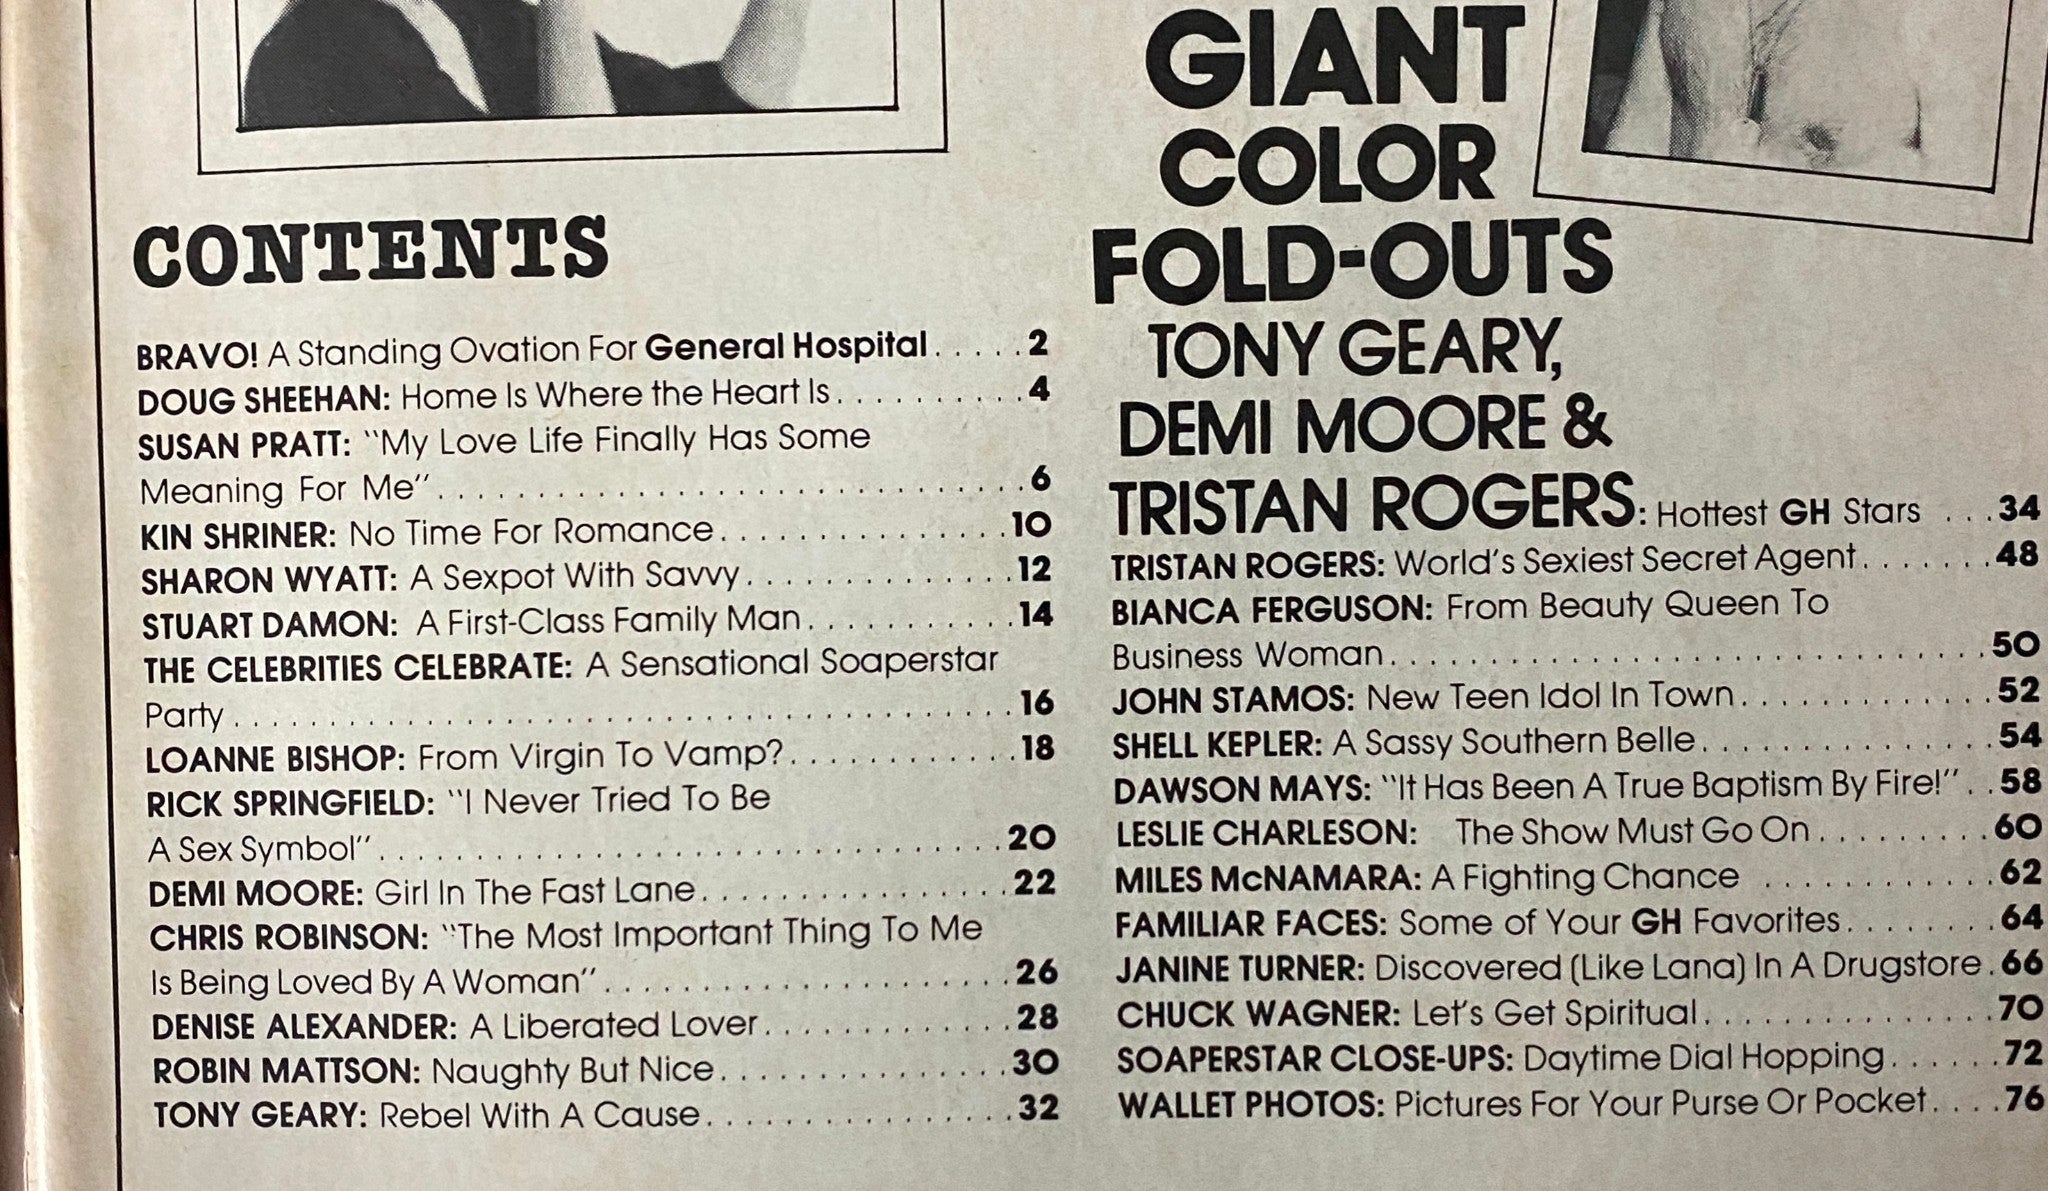 CONTENTS
BRAVO! A Standing Ovation For General Hospital.....2
DOUG SHEEHAN: Home Is Where the Heart Is..........4
SUSAN PRATT: "My Love Life Finally Has Some
Meaning For Me"............................6
KIN SHRINER: No Time For Romance...............10
SHARON WYATT: A Sexpot With Savvy..............12
STUART DAMON: A First-Class Family Man...........14
THE CELEBRITIES CELEBRATE: A Sensational Soaperstar
Party.....................................16
LOANNE BISHOP: From Virgin To Vamp?............18
RICK SPRINGFIELD: "I Never Tried To Be
A Sex Symbol"..............................20
DEMI MOORE: Girl In The Fast Lane...............22
CHRIS ROBINSON: "The Most Important Thing To Me
Is Being Loved By A Woman"....................26
DENISE ALEXANDER: A Liberated Lover.............28
ROBIN MATTSON: Naughty But Nice...............30
TONY GEARY: Rebel With A Cause................32
GIANT
COLOR
FOLD-OUTS
TONY GEARY,
DEMI MOORE &
TRISTAN ROGERS: Hottest GH Stars ...34
TRISTAN ROGERS: World's Sexiest Secret Agent.......48
BIANCA FERGUSON: From Beauty Queen To
Business Woman.............................50
JOHN STAMOS: New Teen Idol In Town.............52
SHELL KEPLER: A Sassy Southern Belle...............54
DAWSON MAYS: "It Has Been A True Baptism By Fire!"..58
LESLIE CHARLESON: The Show Must Go On.........60
MILES McNAMARA: A Fighting Chance ............62
FAMILIAR FACES: Some of Your GH Favorites........64
JANINE TURNER: Discovered (Like Lana) In A Drugstore.66
CHUCK WAGNER: Let's Get Spiritual...............70
SOAPERSTAR CLOSE-UPS: Daytime Dial Hopping......72
WALLET PHOTOS: Pictures For Your Purse Or Pocket....76